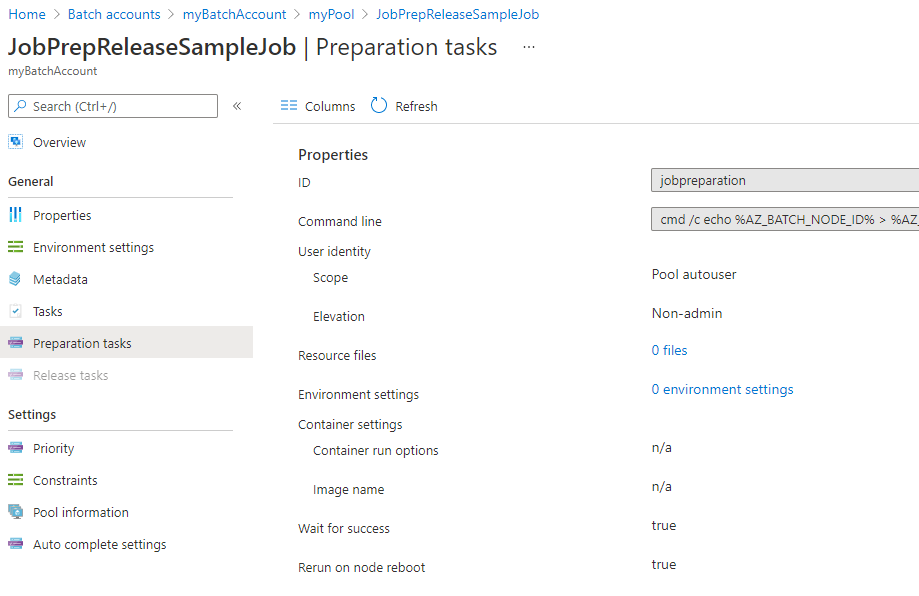 Home > Batch accounts > myBatchAccount > myPool > JobPrepReleaseSampleJob
JobPrepReleaseSampleJob | Preparation tasks ...
myBatchAccount
Search (Ctrl+/) «
Columns Refresh
Overview
General
Properties
Environment settings
Metadata
Tasks
Preparation tasks
Release tasks
Settings
Priority
Constraints
Pool information
Auto complete settings
Properties
ID jobpreparation
Command line cmd /c echo %AZ_BATCH_NODE_ID% > %AZ_
User identity
Scope Pool autouser
Elevation Non-admin
Resource files 0 files
Environment settings 0 environment settings
Container settings
Container run options n/a
Image name n/a
Wait for success true
Rerun on node reboot true